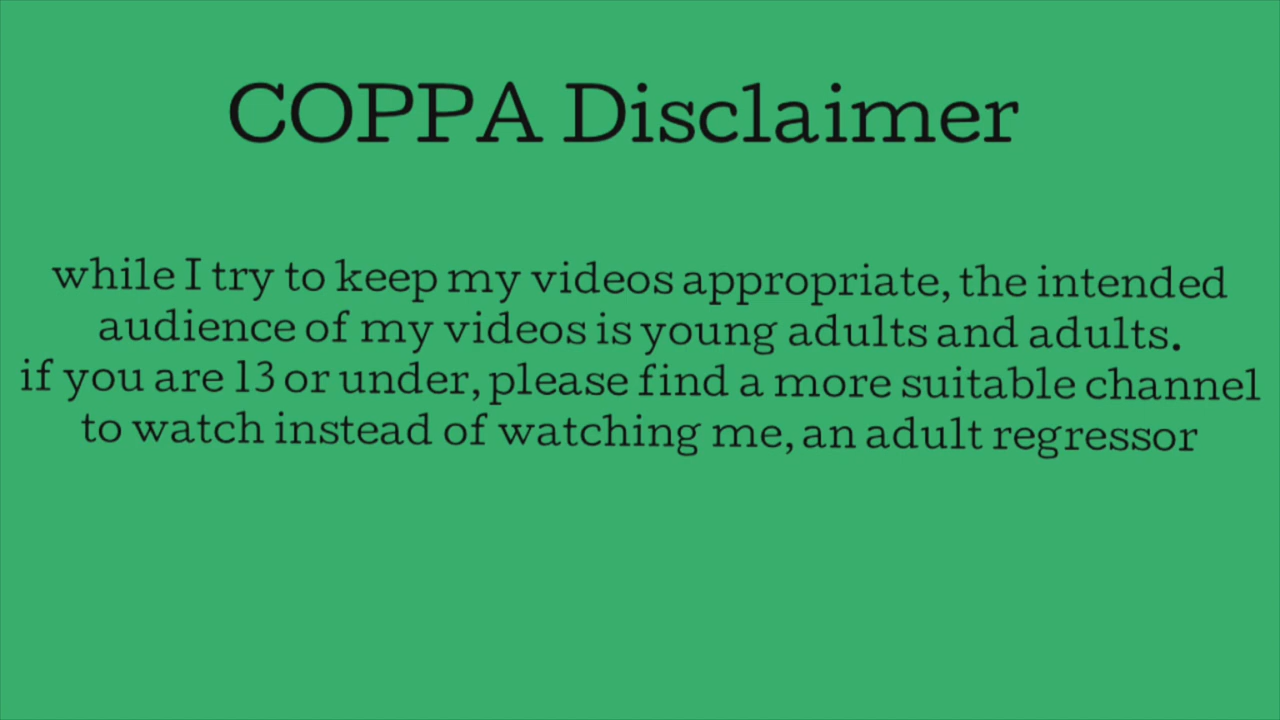 COPPA Disclaimer
while I try to keep my videos appropriate, the intended
audience of my videos is young adults and adults.
if you are 13 or under, please find a more suitable channel
to watch instead of watching me, an adult regressor